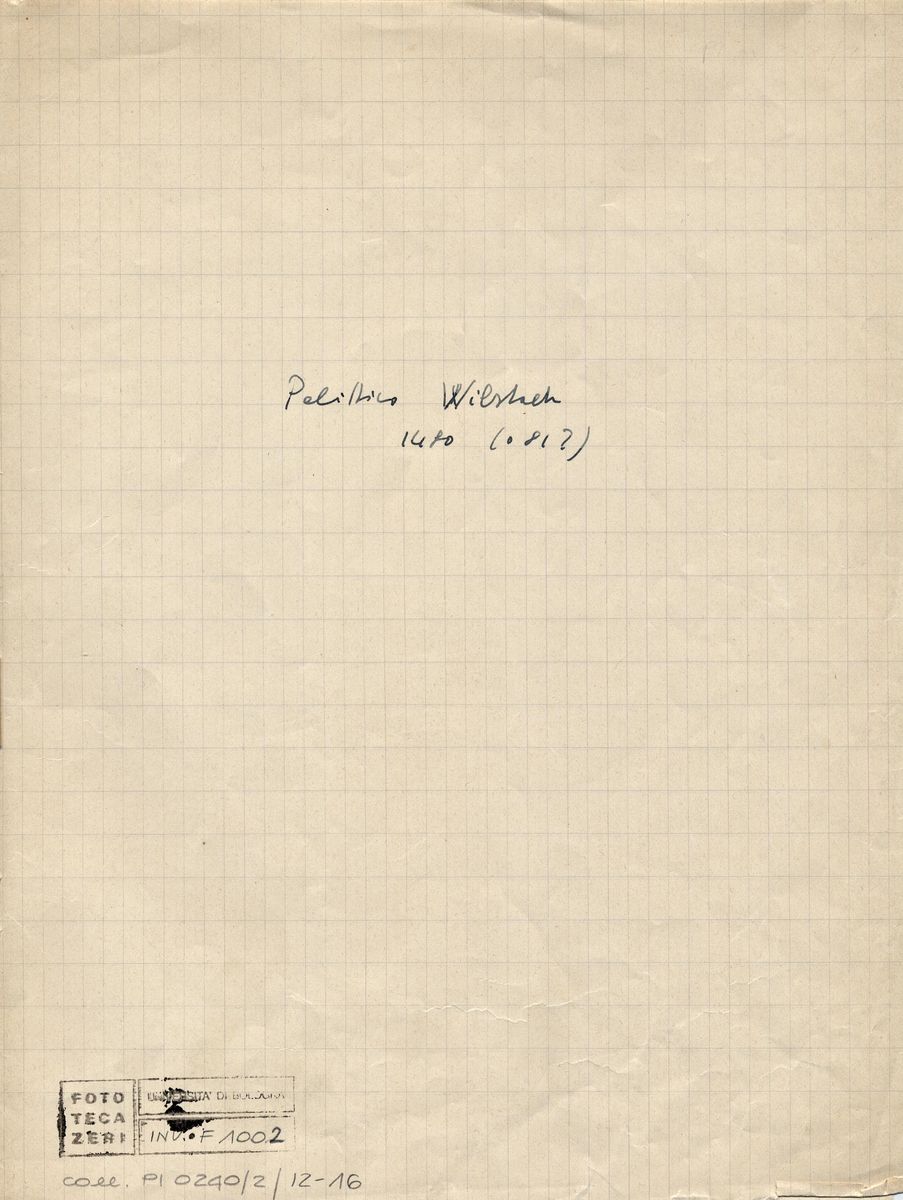 Polittico Wilstach
1480 (o 81?)
FOTO
TECA
ZERI
UNIVERSITA' DI BOLOGNA
INV. F 1002
coll. PI 0240/2/12-16